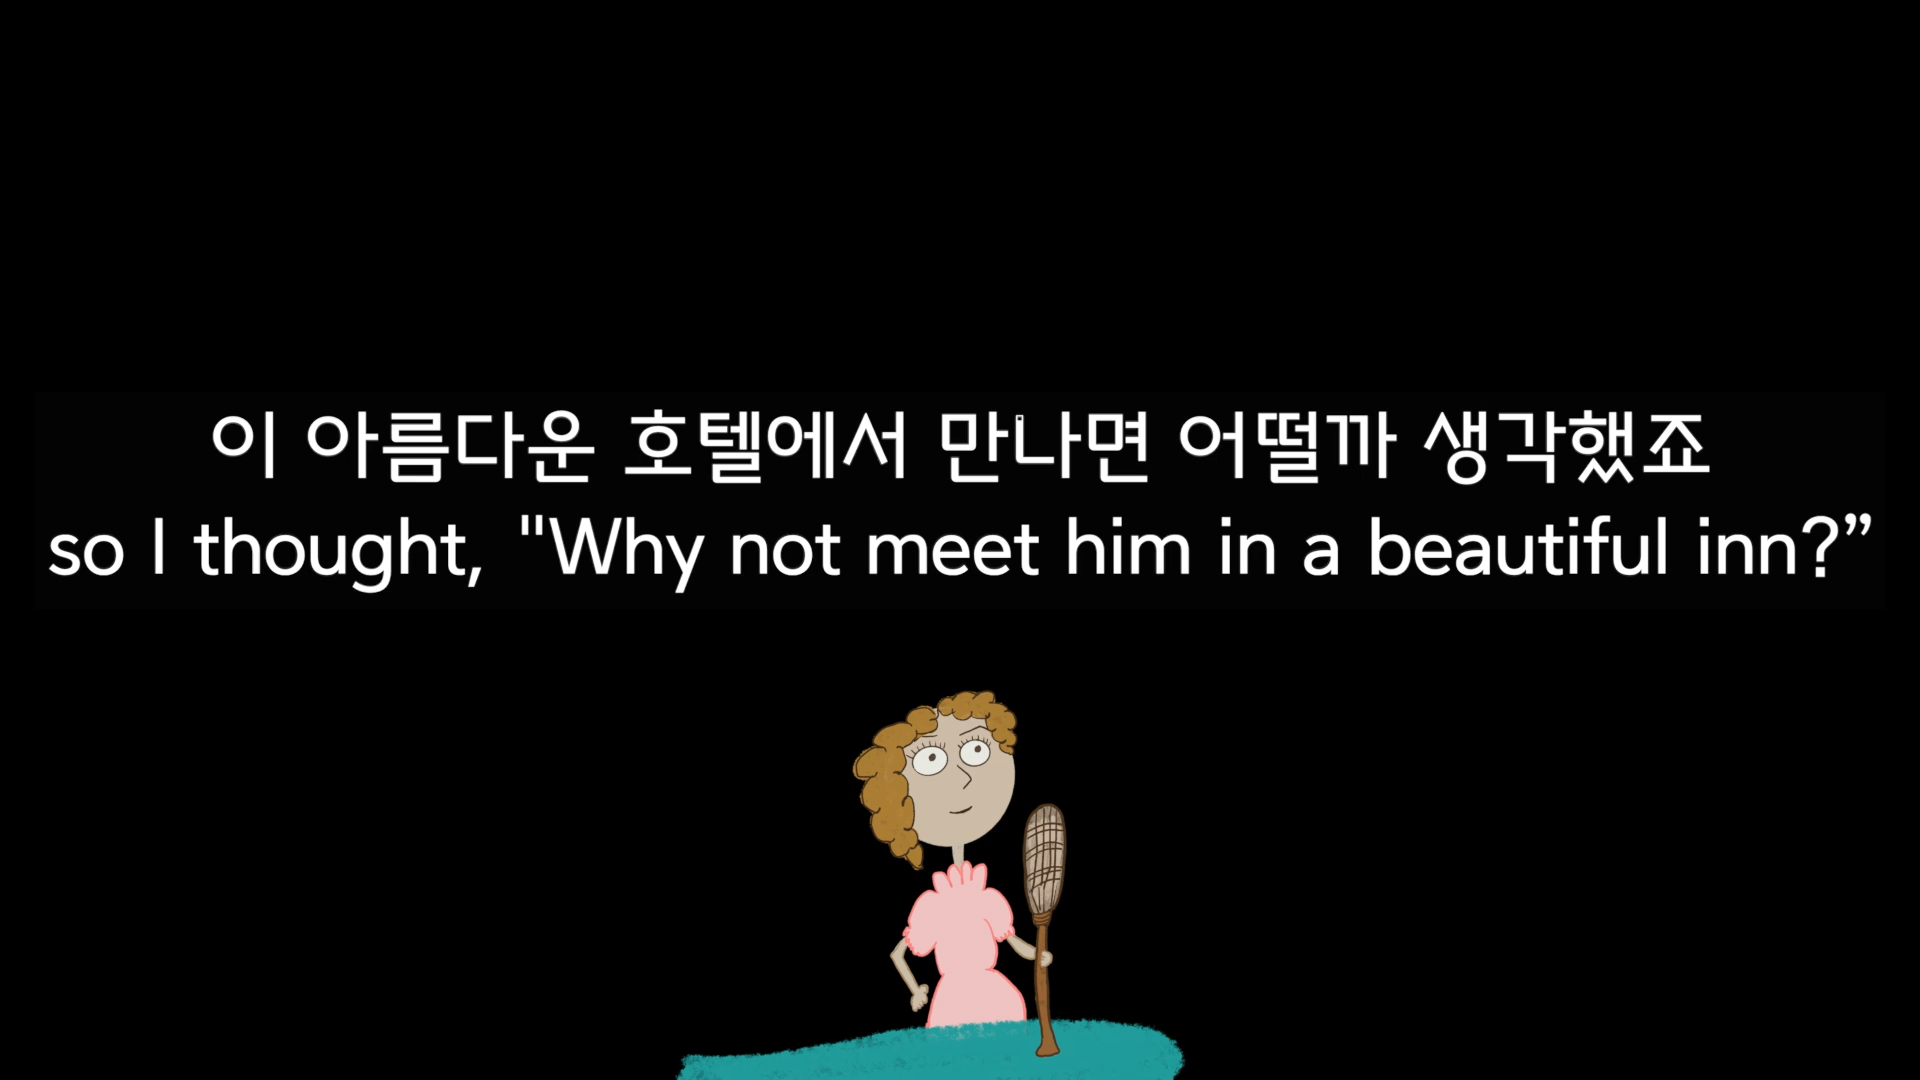 이 아름다운 호텔에서 만나면 어떨까 생각했죠
so I thought, "Why not meet him in a beautiful inn?”